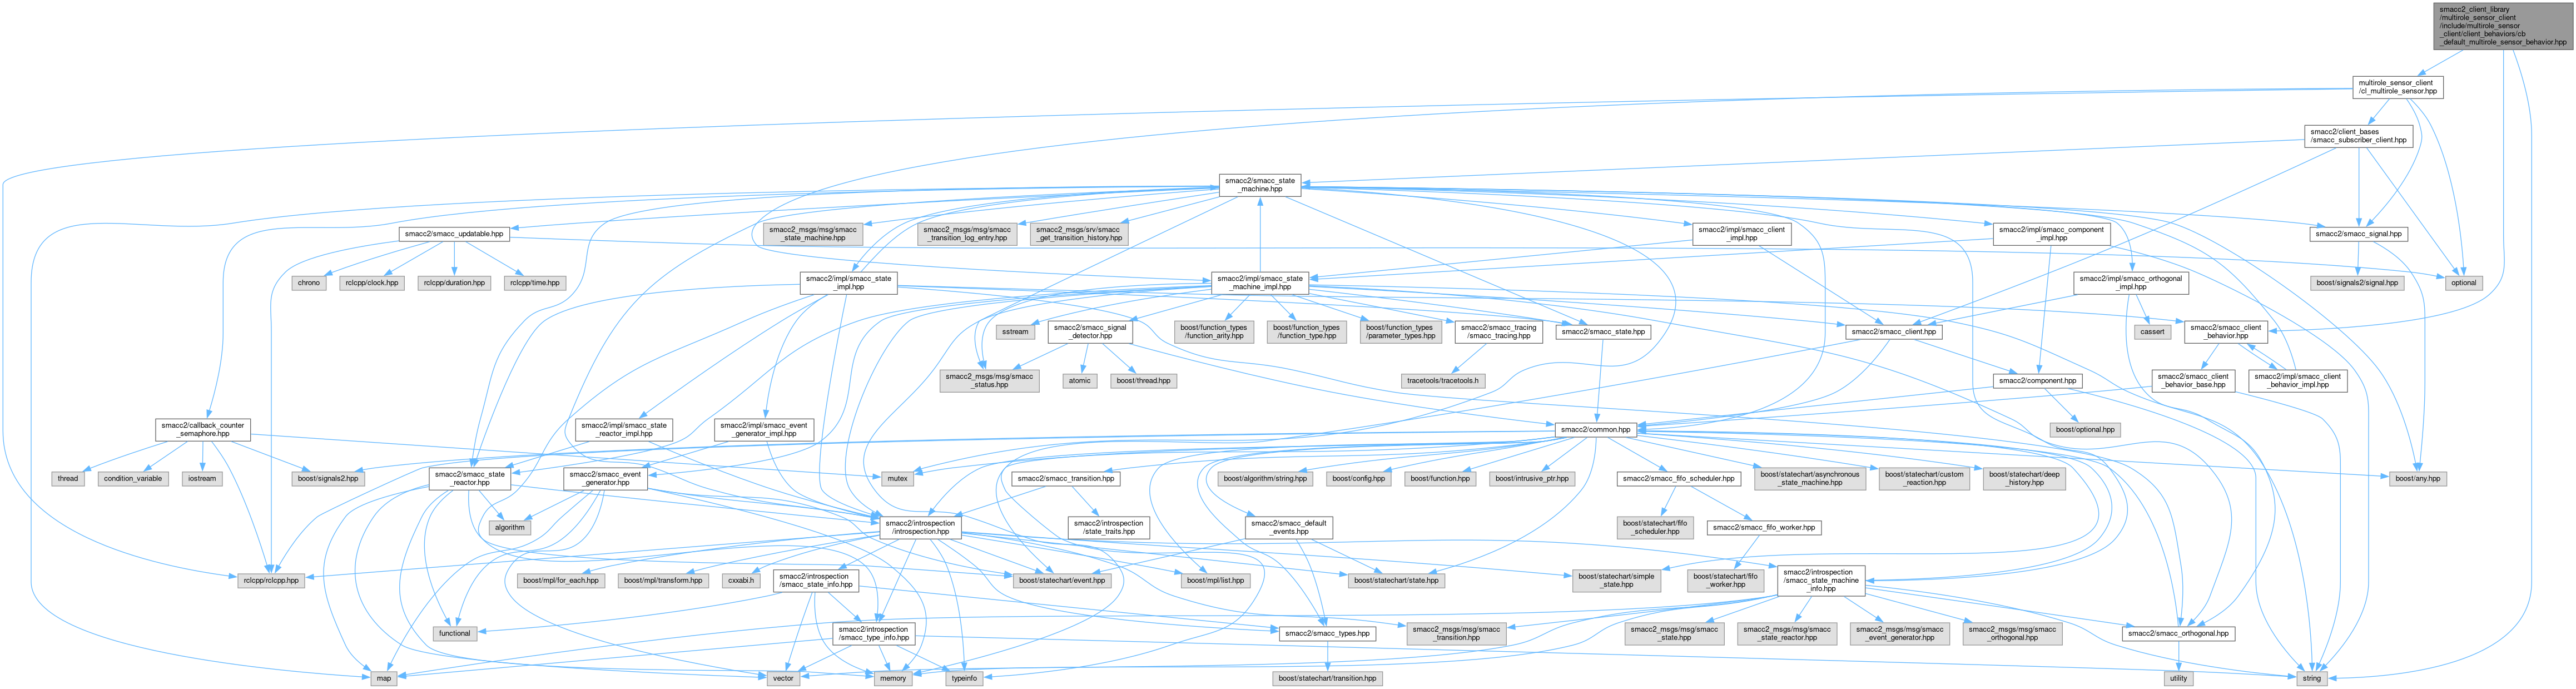 smacc2_client_library
/multirole_sensor_client
/include/multirole_sensor
_client/client_behaviors/cb
_default_multirole_sensor_behavior.hpp
multirole_sensor_client
/cl_multirole_sensor.hpp
smacc2/client_bases
/smacc_subscriber_client.hpp
smacc2/smacc_state
_machine.hpp
smacc2/smacc_updatable.hpp
smacc2_msgs/msg/smacc
_state_machine.hpp
smacc2_msgs/msg/smacc
_transition_log_entry.hpp
smacc2_msgs/srv/smacc
_get_transition_history.hpp
smacc2/impl/smacc_client
_impl.hpp
smacc2/impl/smacc_component
_impl.hpp
smacc2/smacc_signal.hpp
chrono
rclcpp/clock.hpp
rclcpp/duration.hpp
rclcpp/time.hpp
smacc2/impl/smacc_state
_impl.hpp
smacc2/impl/smacc_state
_machine_impl.hpp
smacc2/impl/smacc_orthogonal
_impl.hpp
boost/signals2/signal.hpp
optional
sstream
smacc2/smacc_signal
_detector.hpp
boost/function_types
/function_arity.hpp
boost/function_types
/function_type.hpp
boost/function_types
/parameter_types.hpp
smacc2/smacc_tracing
/smacc_tracing.hpp
smacc2/smacc_state.hpp
smacc2/smacc_client.hpp
cassert
smacc2/smacc_client
_behavior.hpp
smacc2_msgs/msg/smacc
_status.hpp
atomic
boost/thread.hpp
tracetools/tracetools.h
smacc2/component.hpp
smacc2/smacc_client
_behavior_base.hpp
smacc2/impl/smacc_client
_behavior_impl.hpp
smacc2/callback_counter
_semaphore.hpp
smacc2/impl/smacc_state
_reactor_impl.hpp
smacc2/impl/smacc_event
_generator_impl.hpp
smacc2/common.hpp
boost/optional.hpp
thread
condition_variable
iostream
boost/signals2.hpp
smacc2/smacc_state
_reactor.hpp
smacc2/smacc_event
_generator.hpp
mutex
smacc2/smacc_transition.hpp
boost/algorithm/string.hpp
boost/config.hpp
boost/function.hpp
boost/intrusive_ptr.hpp
smacc2/smacc_fifo_scheduler.hpp
boost/statechart/asynchronous
_state_machine.hpp
boost/statechart/custom
_reaction.hpp
boost/statechart/deep
_history.hpp
boost/any.hpp
algorithm
smacc2/introspection
/introspection.hpp
smacc2/introspection
/state_traits.hpp
smacc2/smacc_default
_events.hpp
boost/statechart/fifo
_scheduler.hpp
smacc2/smacc_fifo_worker.hpp
rclcpp/rclcpp.hpp
boost/mpl/for_each.hpp
boost/mpl/transform.hpp
cxxabi.h
smacc2/introspection
/smacc_state_info.hpp
boost/statechart/event.hpp
boost/mpl/list.hpp
boost/statechart/state.hpp
boost/statechart/simple
_state.hpp
boost/statechart/fifo
_worker.hpp
smacc2/introspection
/smacc_state_machine
_info.hpp
functional
smacc2/introspection
/smacc_type_info.hpp
smacc2/smacc_types.hpp
smacc2_msgs/msg/smacc
_transition.hpp
smacc2_msgs/msg/smacc
_state.hpp
smacc2_msgs/msg/smacc
_state_reactor.hpp
smacc2_msgs/msg/smacc
_event_generator.hpp
smacc2_msgs/msg/smacc
_orthogonal.hpp
smacc2/smacc_orthogonal.hpp
map
vector
memory
typeinfo
boost/statechart/transition.hpp
utility
string